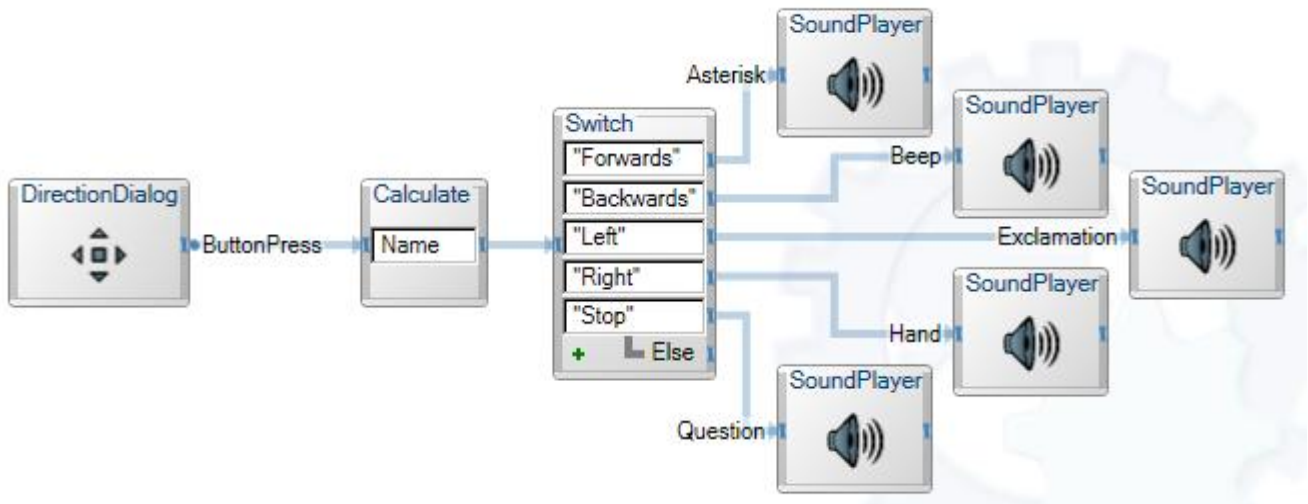 DirectionDialog
ButtonPress
Calculate
Name
Switch
"Forwards"
"Backwards"
"Left"
"Right"
"Stop"
+ Else
Asterisk
SoundPlayer
Beep
SoundPlayer
Exclamation
SoundPlayer
Hand
SoundPlayer
Question
SoundPlayer